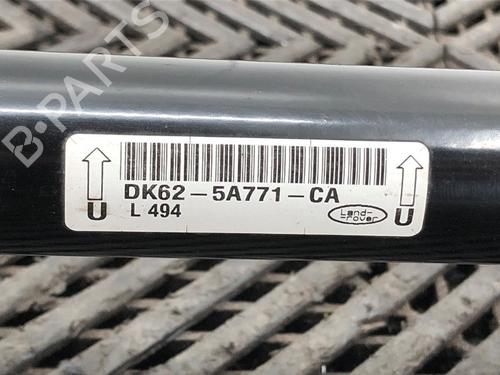 B-PARTS
DK62-5A771-CA
L 494
Land-
-rover
U
U